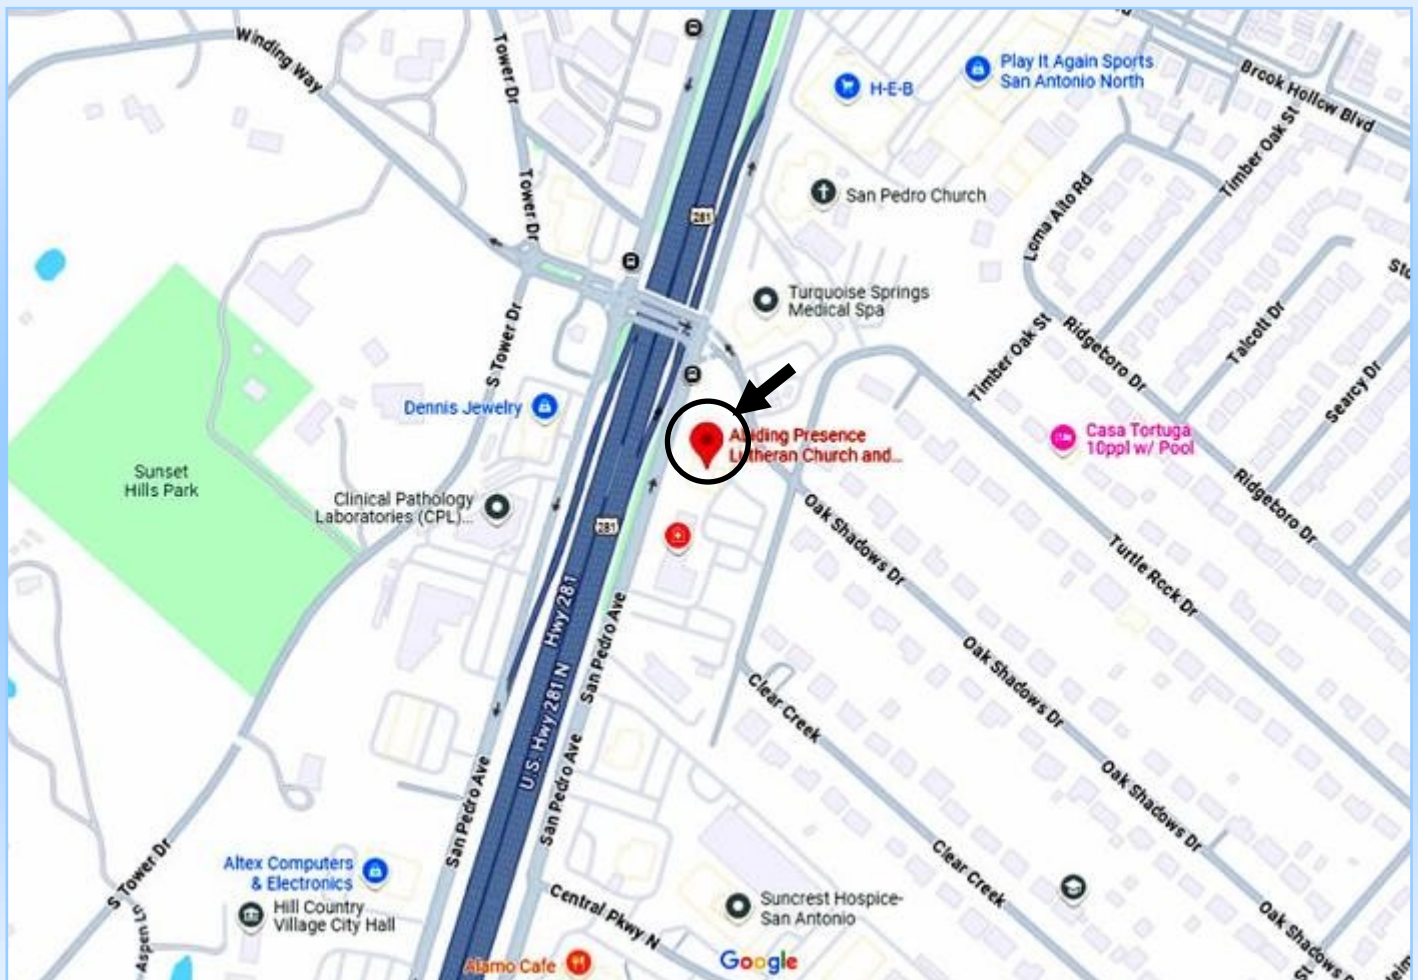 Winding Way
Tower Dr
Play It Again Sports
San Antonio North
H-E-B
Brook Hollow Blvd
Timber Oak St
Tower Dr
San Pedro Church
Loma Alto Rd
281
Turquoise Springs
Medical Spa
S Tower Dr
Timber Oak St
Ridgeboro Dr
Talcott Dr
Searcy Dr
Dennis Jewelry
Abiding Presence
Lutheran Church and...
Casa Tortuga
10ppl w/ Pool
Sunset
Hills Park
Clinical Pathology
Laboratories (CPL)...
281
Oak Shadows Dr
Ridgeboro Dr
Turtle Rock Dr
Hwy 281
San Pedro Ave
Oak Shadows Dr
U.S. Hwy 281 N
Clear Creek
San Pedro Ave
San Pedro Ave
Oak Shadows Dr
S Tower Dr
Altex Computers
& Electronics
Clear Creek
Hill Country
Village City Hall
Aspen Ln
Central Pkwy N
Suncrest Hospice-
San Antonio
Oak Shadows
Alamo Cafe
Google